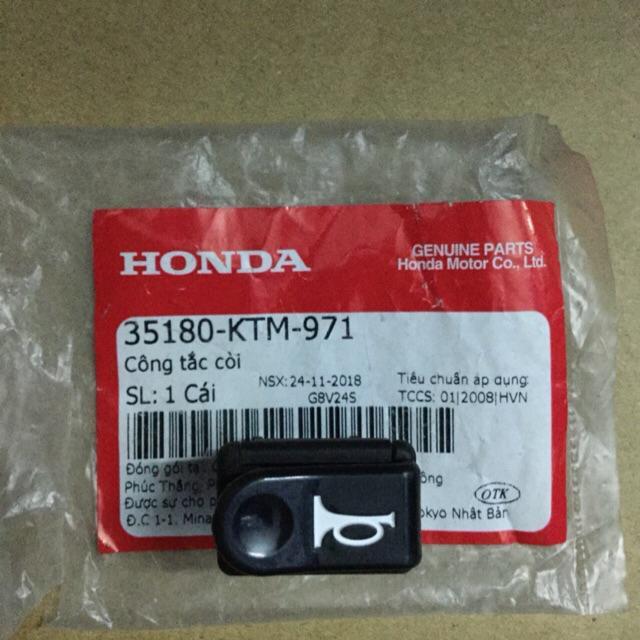 HONDA
GENUINE PARTS
Honda Motor Co., Ltd.
35180-KTM-971
Công tắc còi
SL: 1 Cái
NSX: 24-11-2018
G8V24S
Tiêu chuẩn áp dụng:
TCCS: 01|2008|HVN
Đóng gói tạ
Phúc Thắng, P
Được sự cho p
OTK
Đ.C 1-1, Mina
okyo Nhật Bản